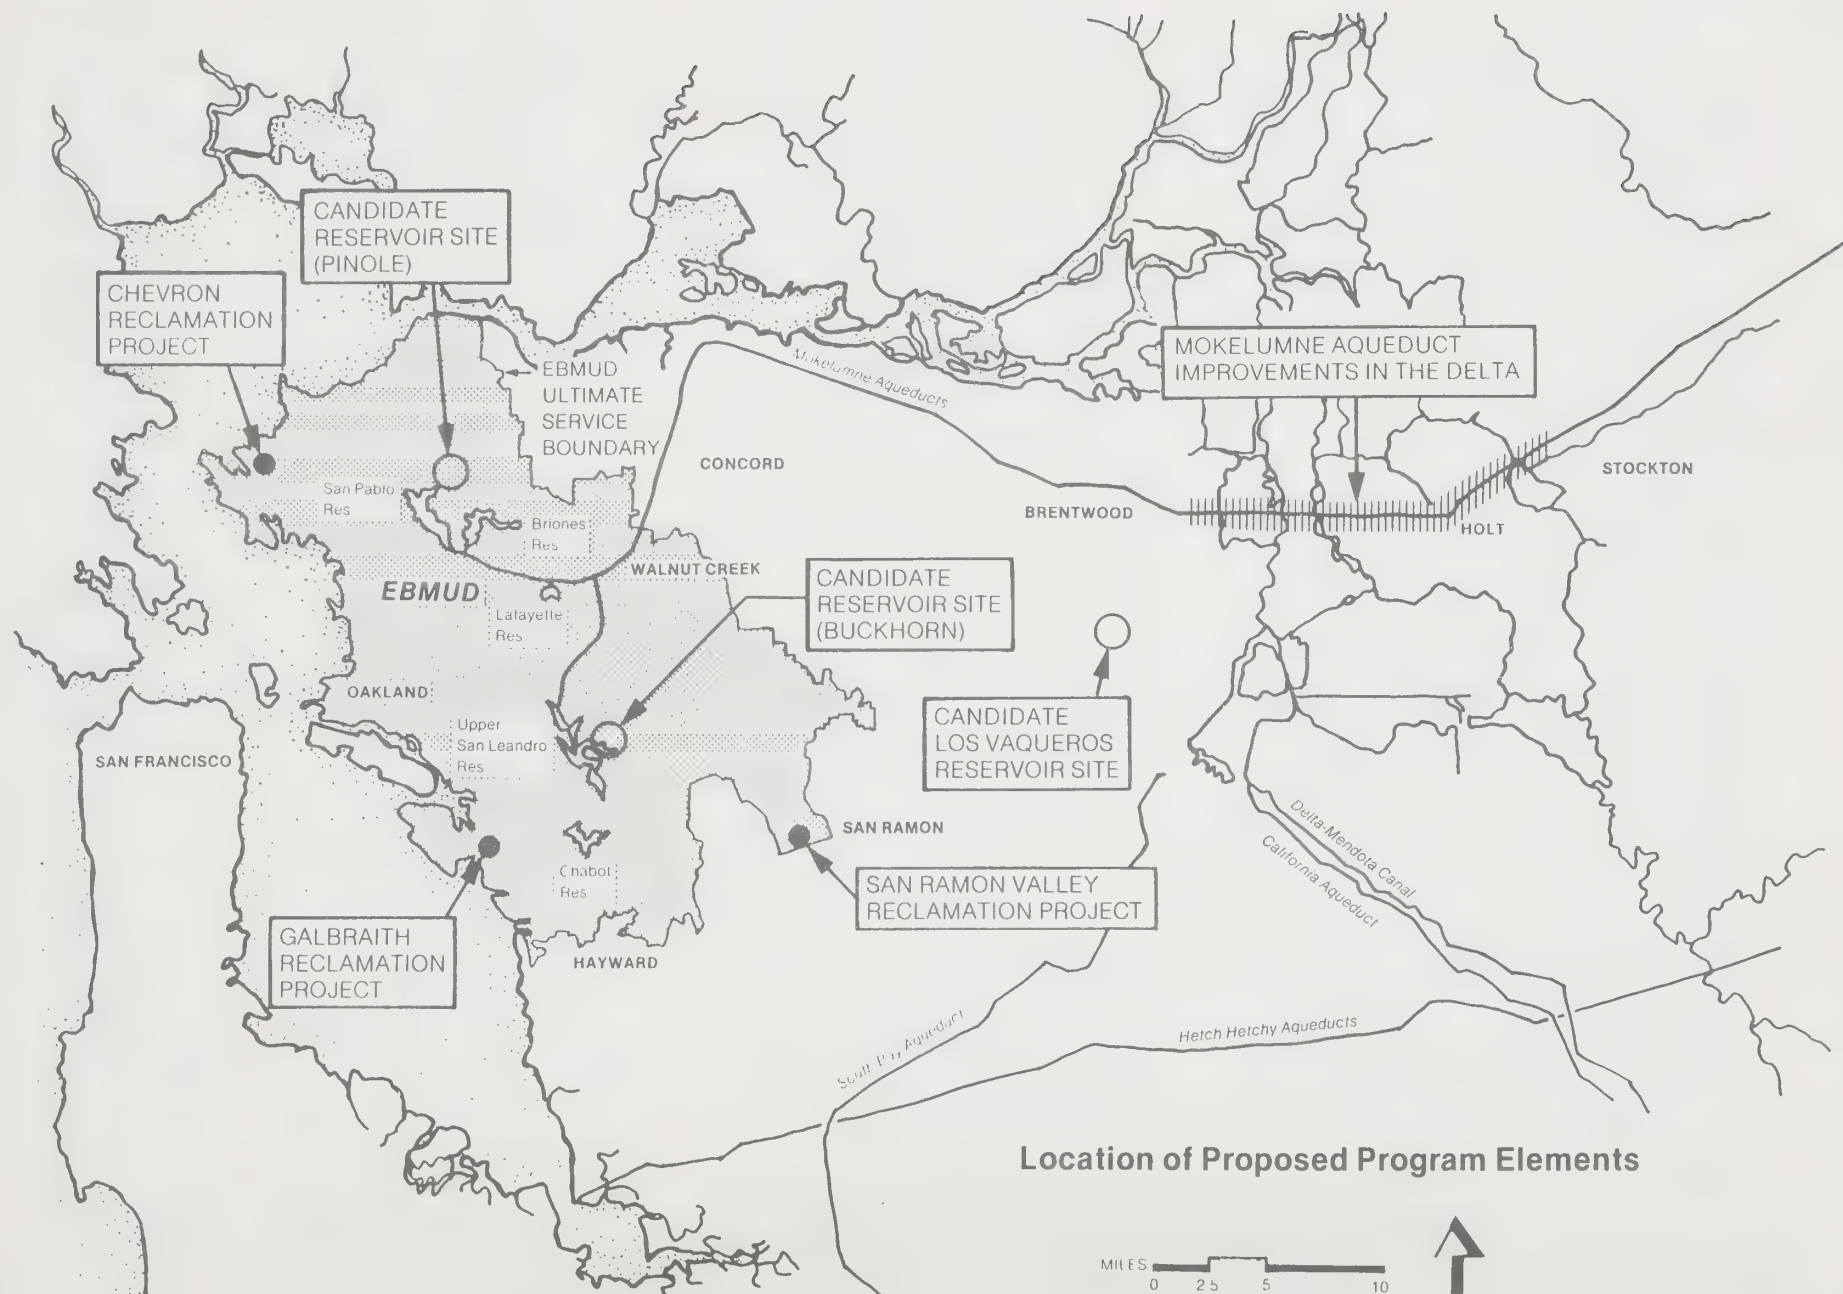 CANDIDATE
RESERVOIR SITE
(PINOLE)
CHEVRON
RECLAMATION
PROJECT
EBMUD
ULTIMATE
SERVICE
BOUNDARY
Mokelumne Aqueducts
MOKELUMNE AQUEDUCT
IMPROVEMENTS IN THE DELTA
CONCORD
STOCKTON
San Pablo
Res
BRENTWOOD
Briones
Res
HOLT
WALNUT CREEK
EBMUD
CANDIDATE
RESERVOIR SITE
(BUCKHORN)
Lafayette
Res
OAKLAND
Upper
San Leandro
Res
CANDIDATE
LOS VAQUEROS
RESERVOIR SITE
SAN FRANCISCO
SAN RAMON
Delta-Mendota Canal
California Aqueduct
Chabot
Res
SAN RAMON VALLEY
RECLAMATION PROJECT
GALBRAITH
RECLAMATION
PROJECT
HAYWARD
South Bay Aqueduct
Hetch Hetchy Aqueducts
Location of Proposed Program Elements
MILES
0 2 5 5 10